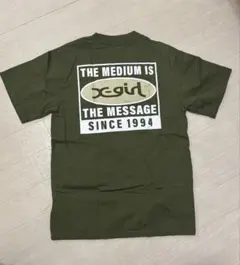 THE MEDIUM IS
X-girl
THE MESSAGE
SINCE 1994